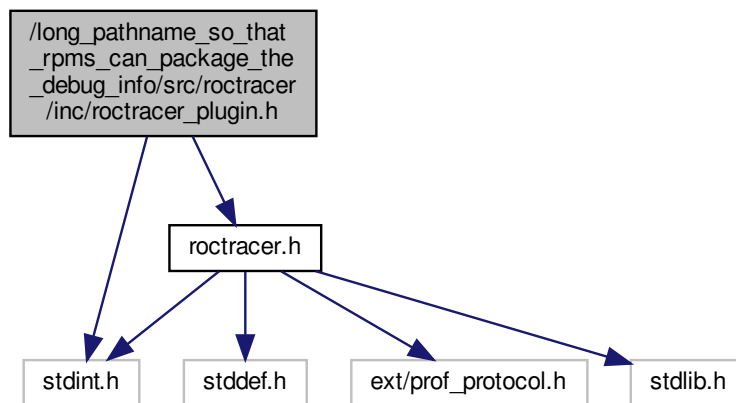 /long_pathname_so_that
_rpms_can_package_the
_debug_info/src/roctracer
/inc/roctracer_plugin.h
roctracer.h
stdint.h
stddef.h
ext/prof_protocol.h
stdlib.h